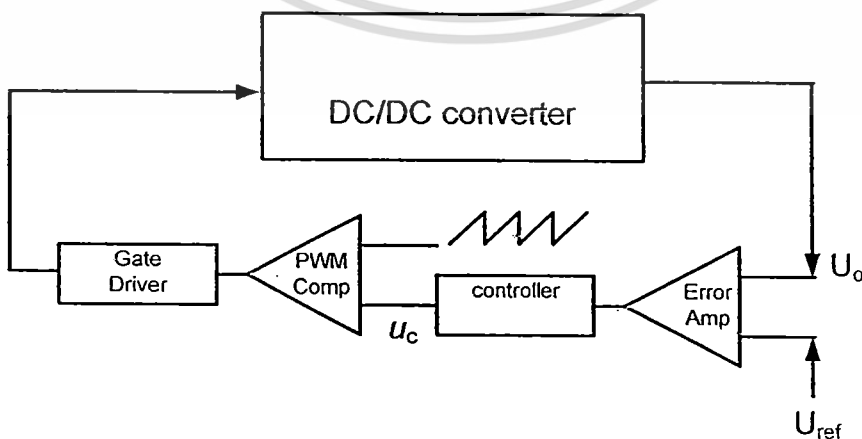 DC/DC converter
Gate
Driver
PWM
Comp
controller
u_c
Error
Amp
U_o
U_ref